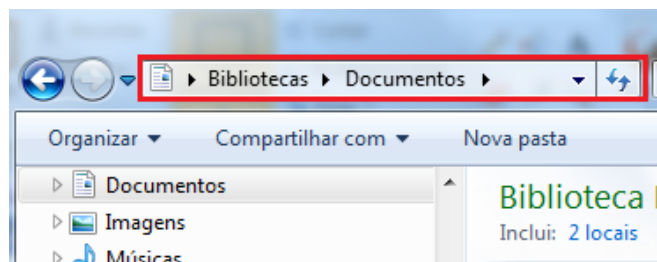 Bibliotecas Documentos
Organizar Compartilhar com Nova pasta
Documentos
Imagens
Músicas
Biblioteca
Inclui: 2 locais